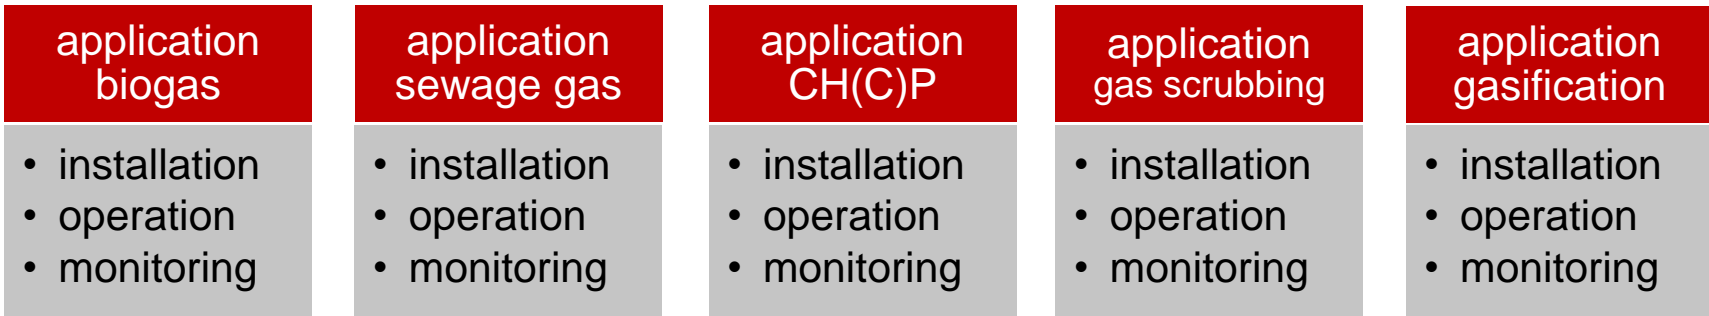 application
biogas
• installation
• operation
• monitoring
application
sewage gas
• installation
• operation
• monitoring
application
CH(C)P
• installation
• operation
• monitoring
application
gas scrubbing
• installation
• operation
• monitoring
application
gasification
• installation
• operation
• monitoring